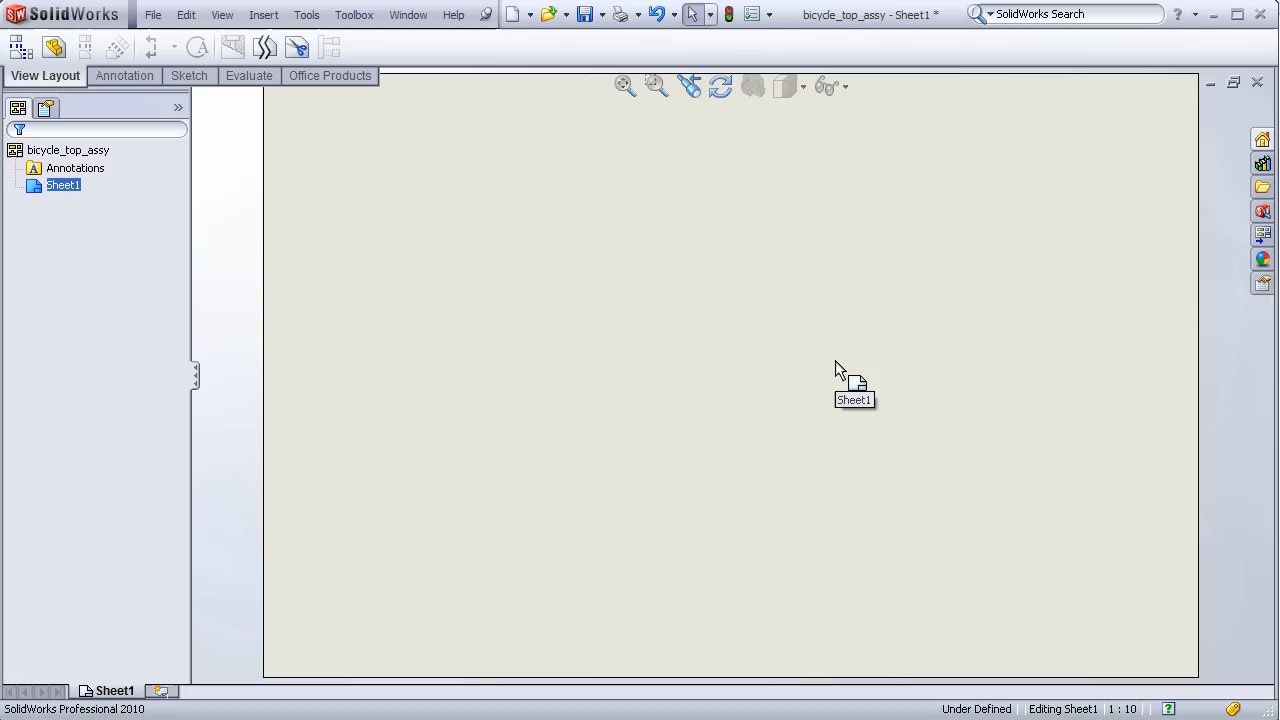 SolidWorks File Edit View Insert Tools Toolbox Window Help bicycle_top_assy - Sheet1 * SolidWorks Search
View Layout Annotation Sketch Evaluate Office Products
bicycle_top_assy
Annotations
Sheet1
Sheet1
Sheet1
SolidWorks Professional 2010 Under Defined Editing Sheet1 1 : 10